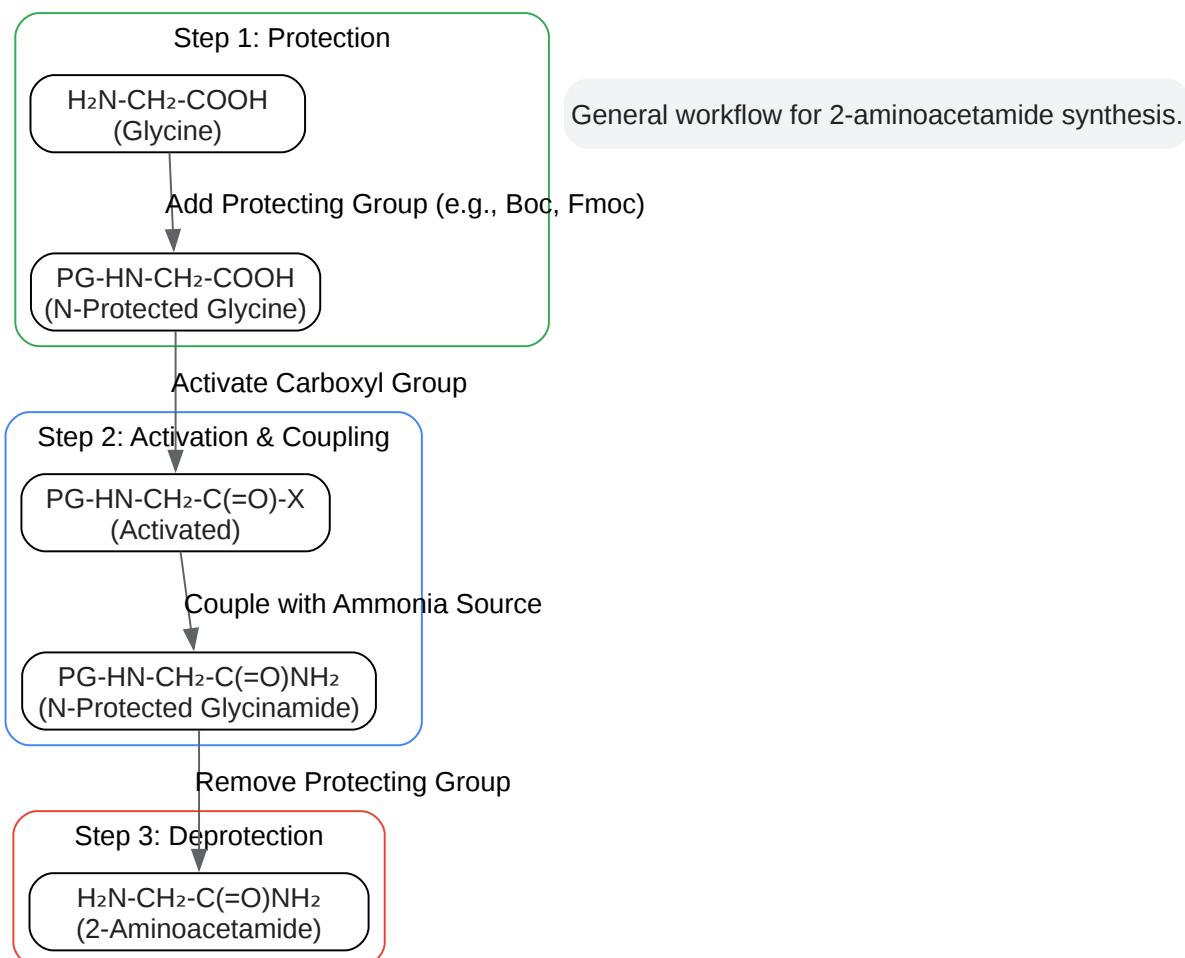 Step 1: Protection
H₂N-CH₂-COOH
(Glycine)
General workflow for 2-aminoacetamide synthesis.
Add Protecting Group (e.g., Boc, Fmoc)
PG-HN-CH₂-COOH
(N-Protected Glycine)
Activate Carboxyl Group
Step 2: Activation & Coupling
PG-HN-CH₂-C(=O)-X
(Activated)
Couple with Ammonia Source
PG-HN-CH₂-C(=O)NH₂
(N-Protected Glycinamide)
Remove Protecting Group
Step 3: Deprotection
H₂N-CH₂-C(=O)NH₂
(2-Aminoacetamide)